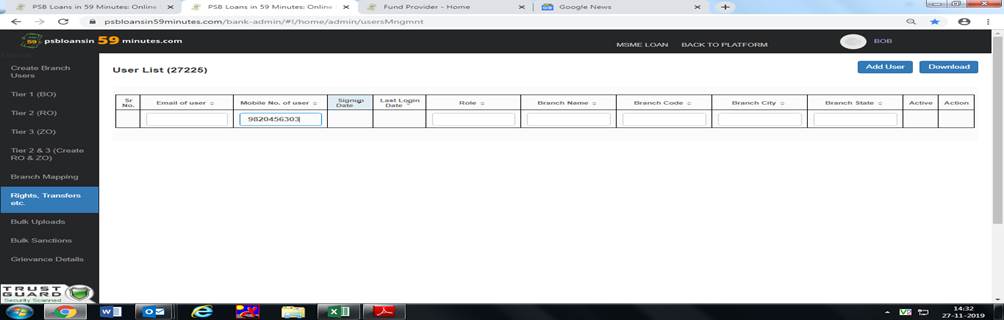 PSB Loans in 59 Minutes: Online
PSB Loans in 59 Minutes: Online
Fund Provider - Home
Google News
psbloansin59minutes.com/bank-admin/#!/home/admin/usersMngmnt
psbloansin 59 minutes.com
MSME LOAN BACK TO PLATFORM
BOB
Create Branch
Users
Tier 1 (BO)
Tier 2 (RO)
Tier 3 (ZO)
Tier 2 & 3 (Create
RO & ZO)
Branch Mapping
Rights, Transfers
etc.
Bulk Uploads
Bulk Sanctions
Grievance Details
User List (27225)
Add User
Download
Sr
No.
Email of user
Mobile No. of user
Signup
Date
Last Login
Date
Role
Branch Name
Branch Code
Branch City
Branch State
Active
Action
9820456303
TRUST
GUARD
Security Scanned
14:32
27-11-2019